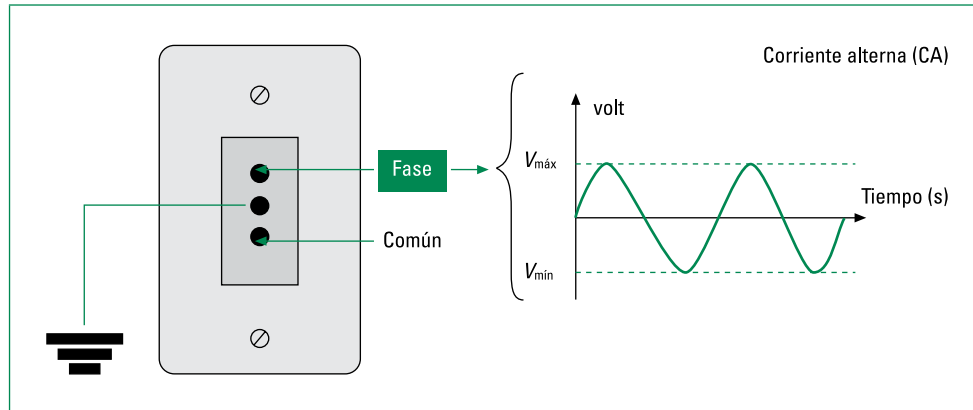 Corriente alterna (CA)
volt
Vmáx
Fase
Tiempo (s)
Común
Vmín